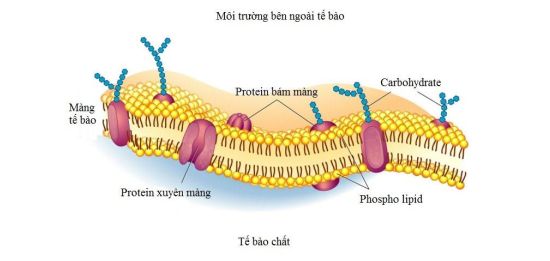 Môi trường bên ngoài tế bào
Carbohydrate
Protein bám màng
Màng
tế bào
Protein xuyên màng
Phospho lipid
Tế bào chất